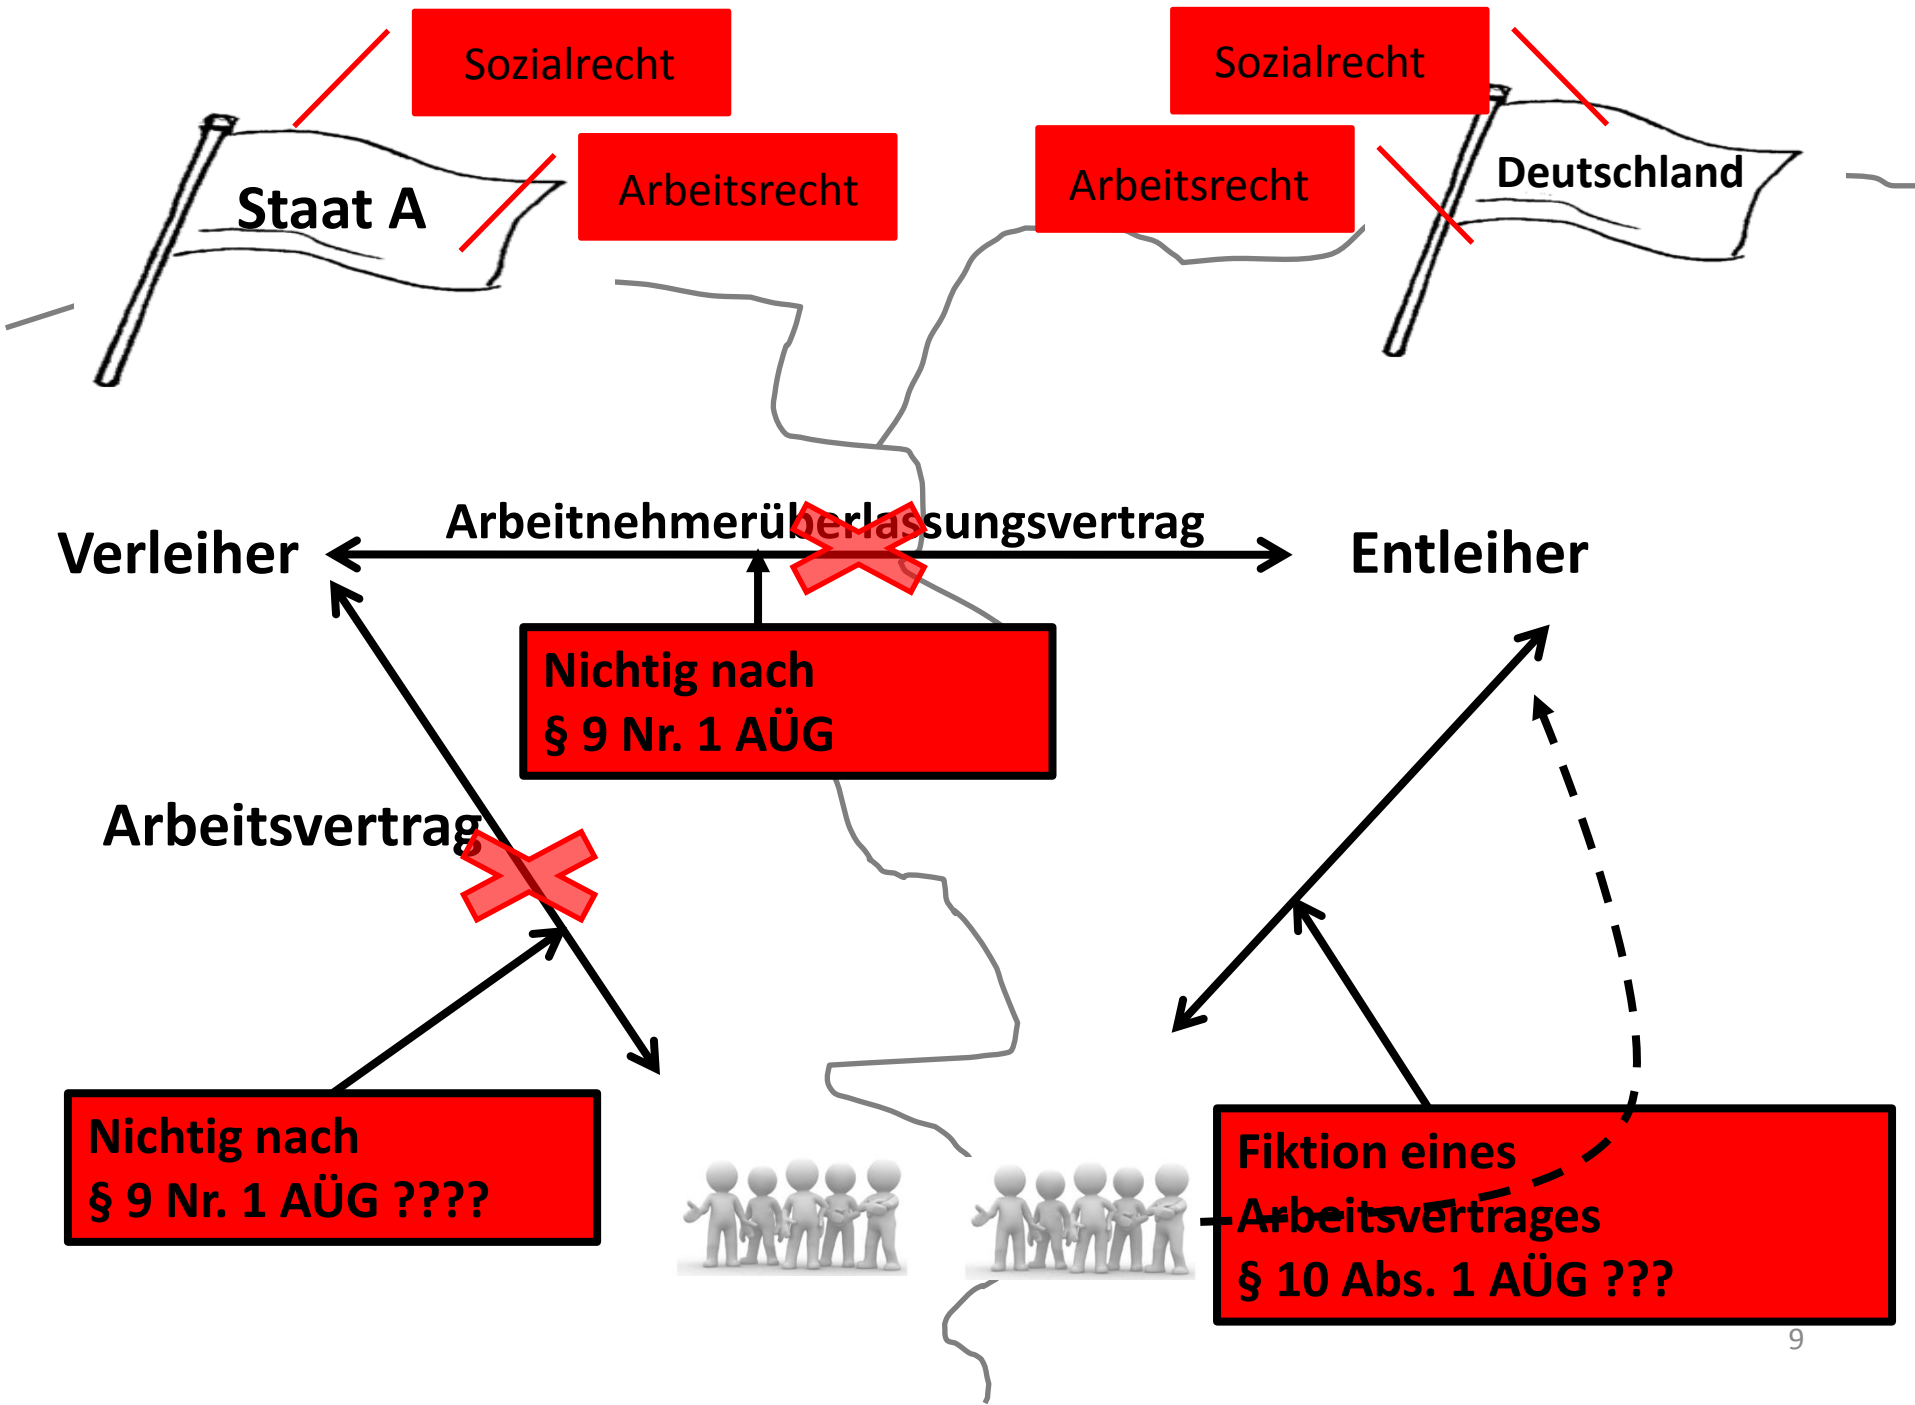 Sozialrecht
Sozialrecht
Arbeitsrecht
Arbeitsrecht
Staat A
Deutschland
Arbeitnehmerüberlassungsvertrag
Verleiher
Entleiher
Nichtig nach
§ 9 Nr. 1 AÜG
Arbeitsvertrag
Nichtig nach
§ 9 Nr. 1 AÜG ????
Fiktion eines
Arbeitsvertrages
§ 10 Abs. 1 AÜG ???
9